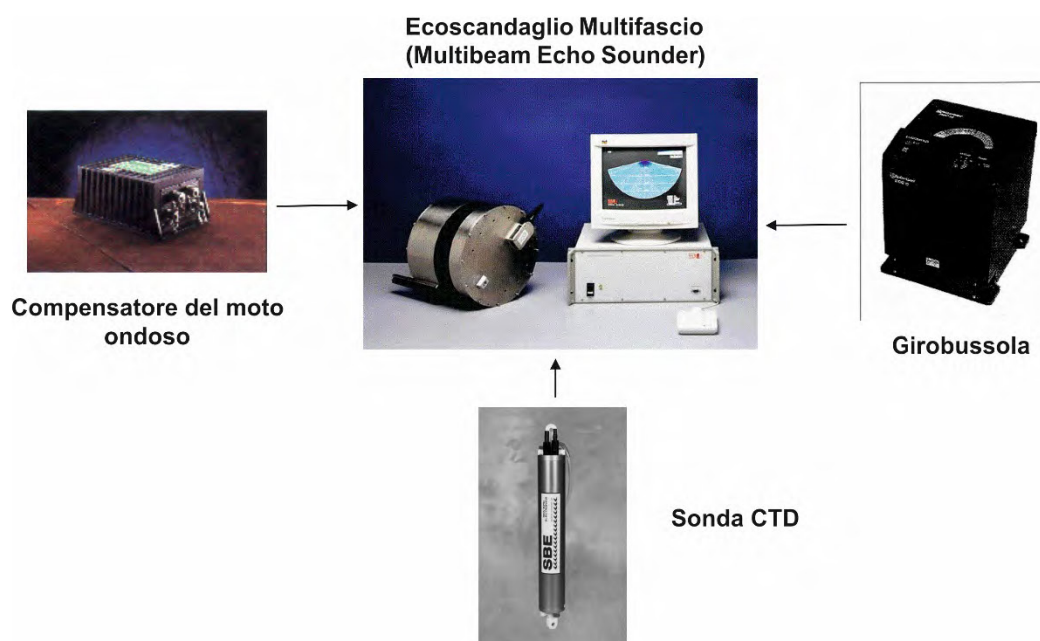 Ecoscandaglio Multifascio
(Multibeam Echo Sounder)
Compensatore del moto
ondoso
Girobussola
SBE
Sonda CTD